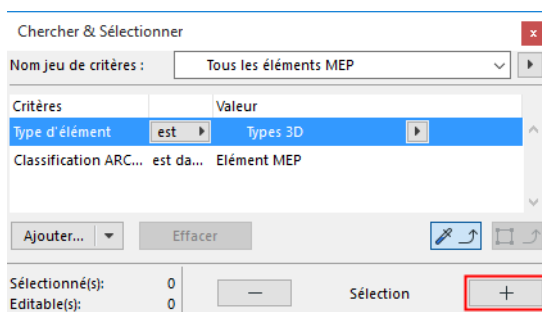 Chercher & Sélectionner
x
Nom jeu de critères : Tous les éléments MEP
Critères Valeur
Type d'élément est Types 3D
Classification ARC... est da... Elément MEP
Ajouter... Effacer
Sélectionné(s): 0 — Sélection +
Editable(s): 0